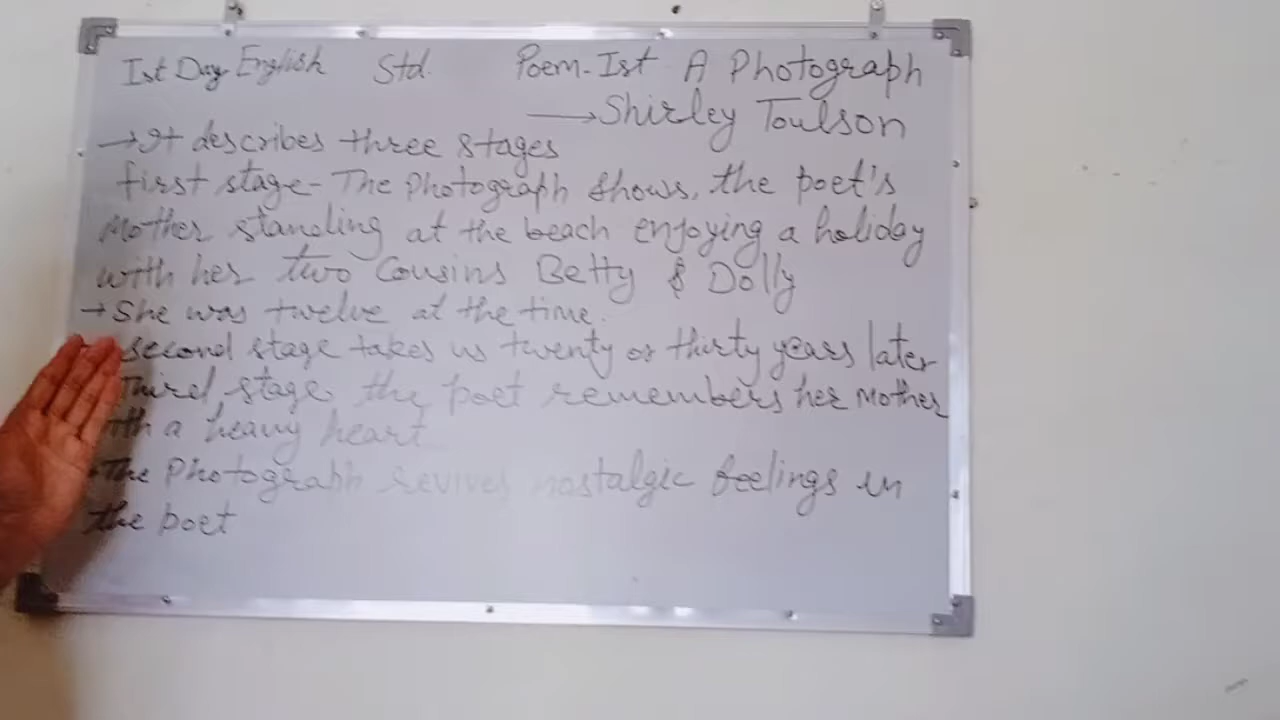 Ist Day English Std. Poem-Ist A Photograph
→ Shirley Toulson
→ It describes three stages
first stage - The Photograph shows, the poet's
Mother standing at the beach enjoying a holiday
with her two Cousins Betty & Dolly
→ She was twelve at the time.
second stage takes us twenty or thirty years later
Third stage the poet remembers her Mother
a heavy heart
The Photograph revives nostalgic feelings in
the poet